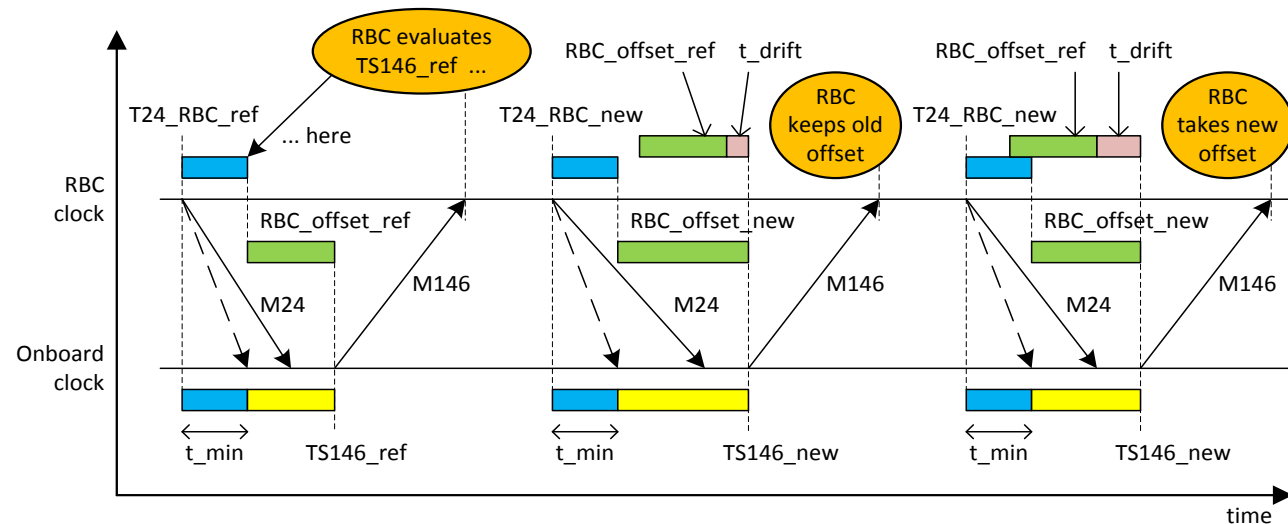 RBC evaluates
TS146_ref ...
RBC_offset_ref
t_drift
RBC_offset_ref
t_drift
T24_RBC_ref
... here
T24_RBC_new
RBC
keeps old
offset
T24_RBC_new
RBC
takes new
offset
RBC
clock
RBC_offset_ref
RBC_offset_new
RBC_offset_new
M24
M146
M24
M146
M24
M146
Onboard
clock
t_min
TS146_ref
t_min
TS146_new
t_min
TS146_new
time